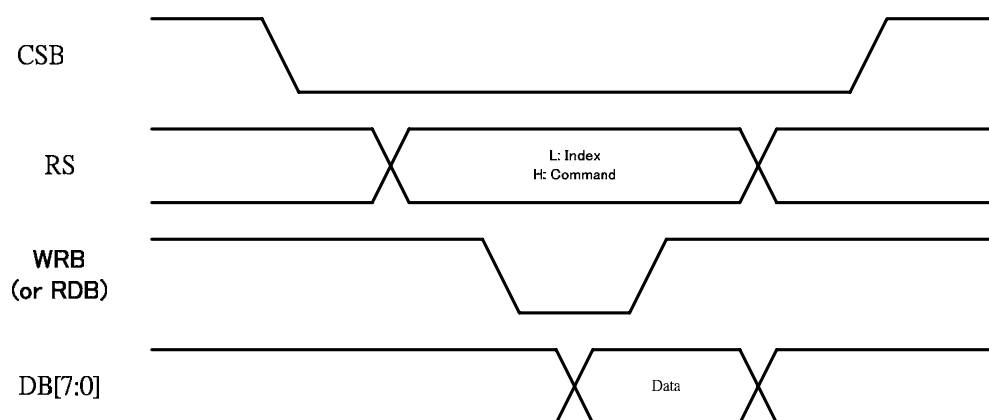 CSB
RS
L: Index
H: Command
WRB
(or RDB)
DB[7:0]
Data